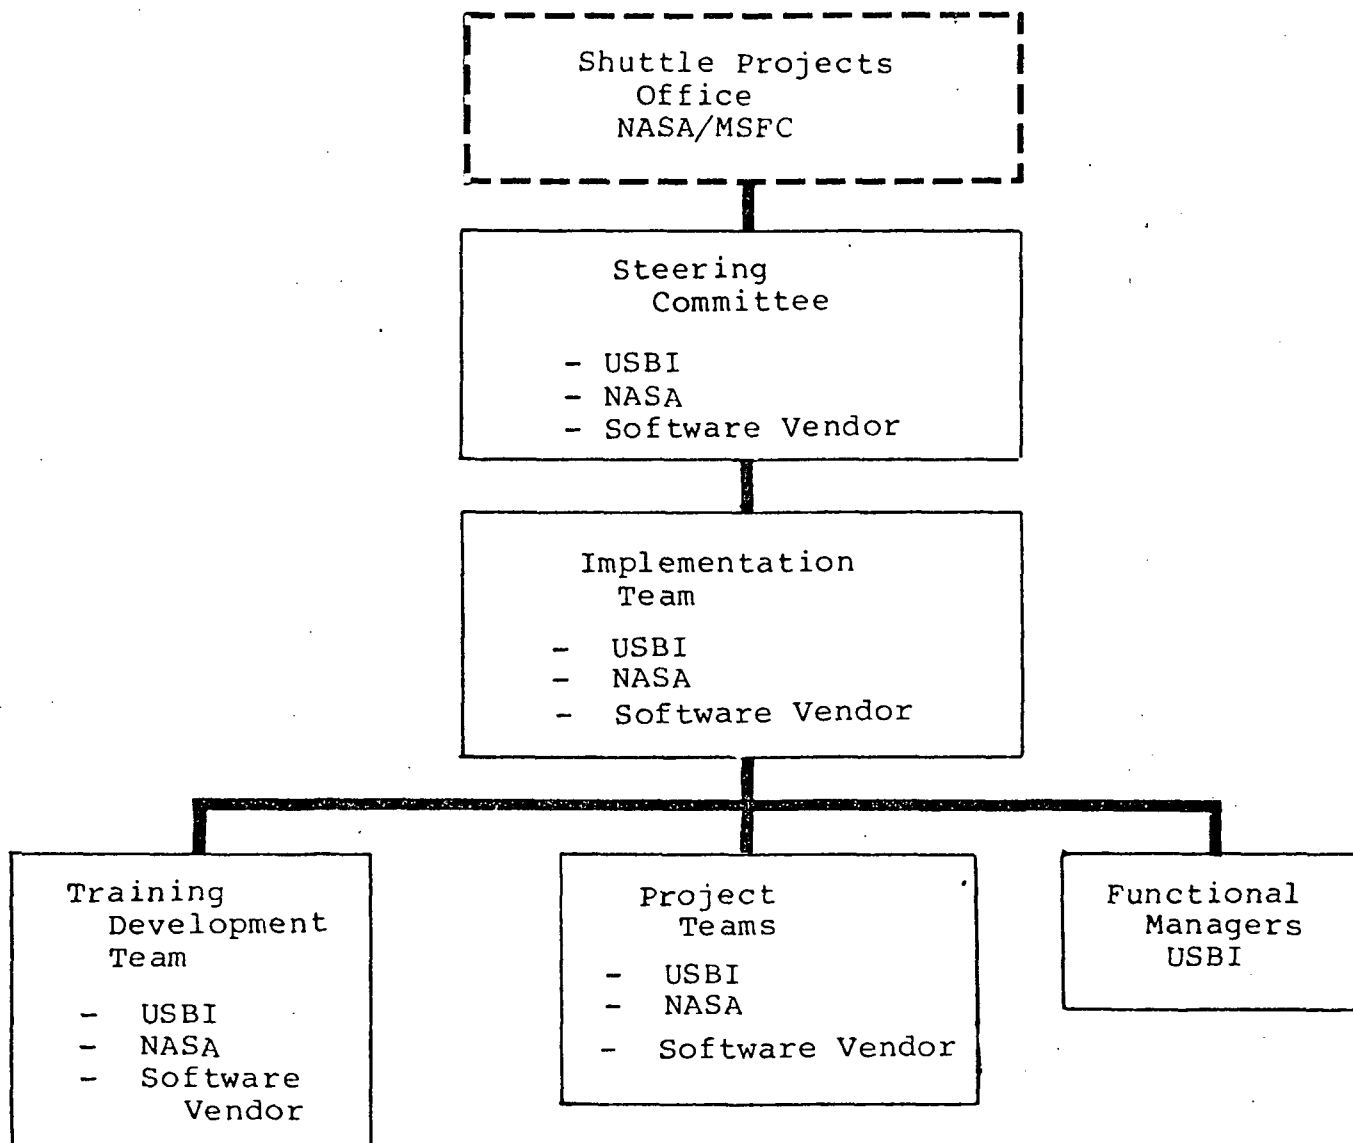 Shuttle Projects
Office
NASA/MSFC
Steering
Committee
- USBI
- NASA
- Software Vendor
Implementation
Team
- USBI
- NASA
- Software Vendor
Training
Development
Team
- USBI
- NASA
- Software
Vendor
Project
Teams
- USBI
- NASA
- Software Vendor
Functional
Managers
USBI